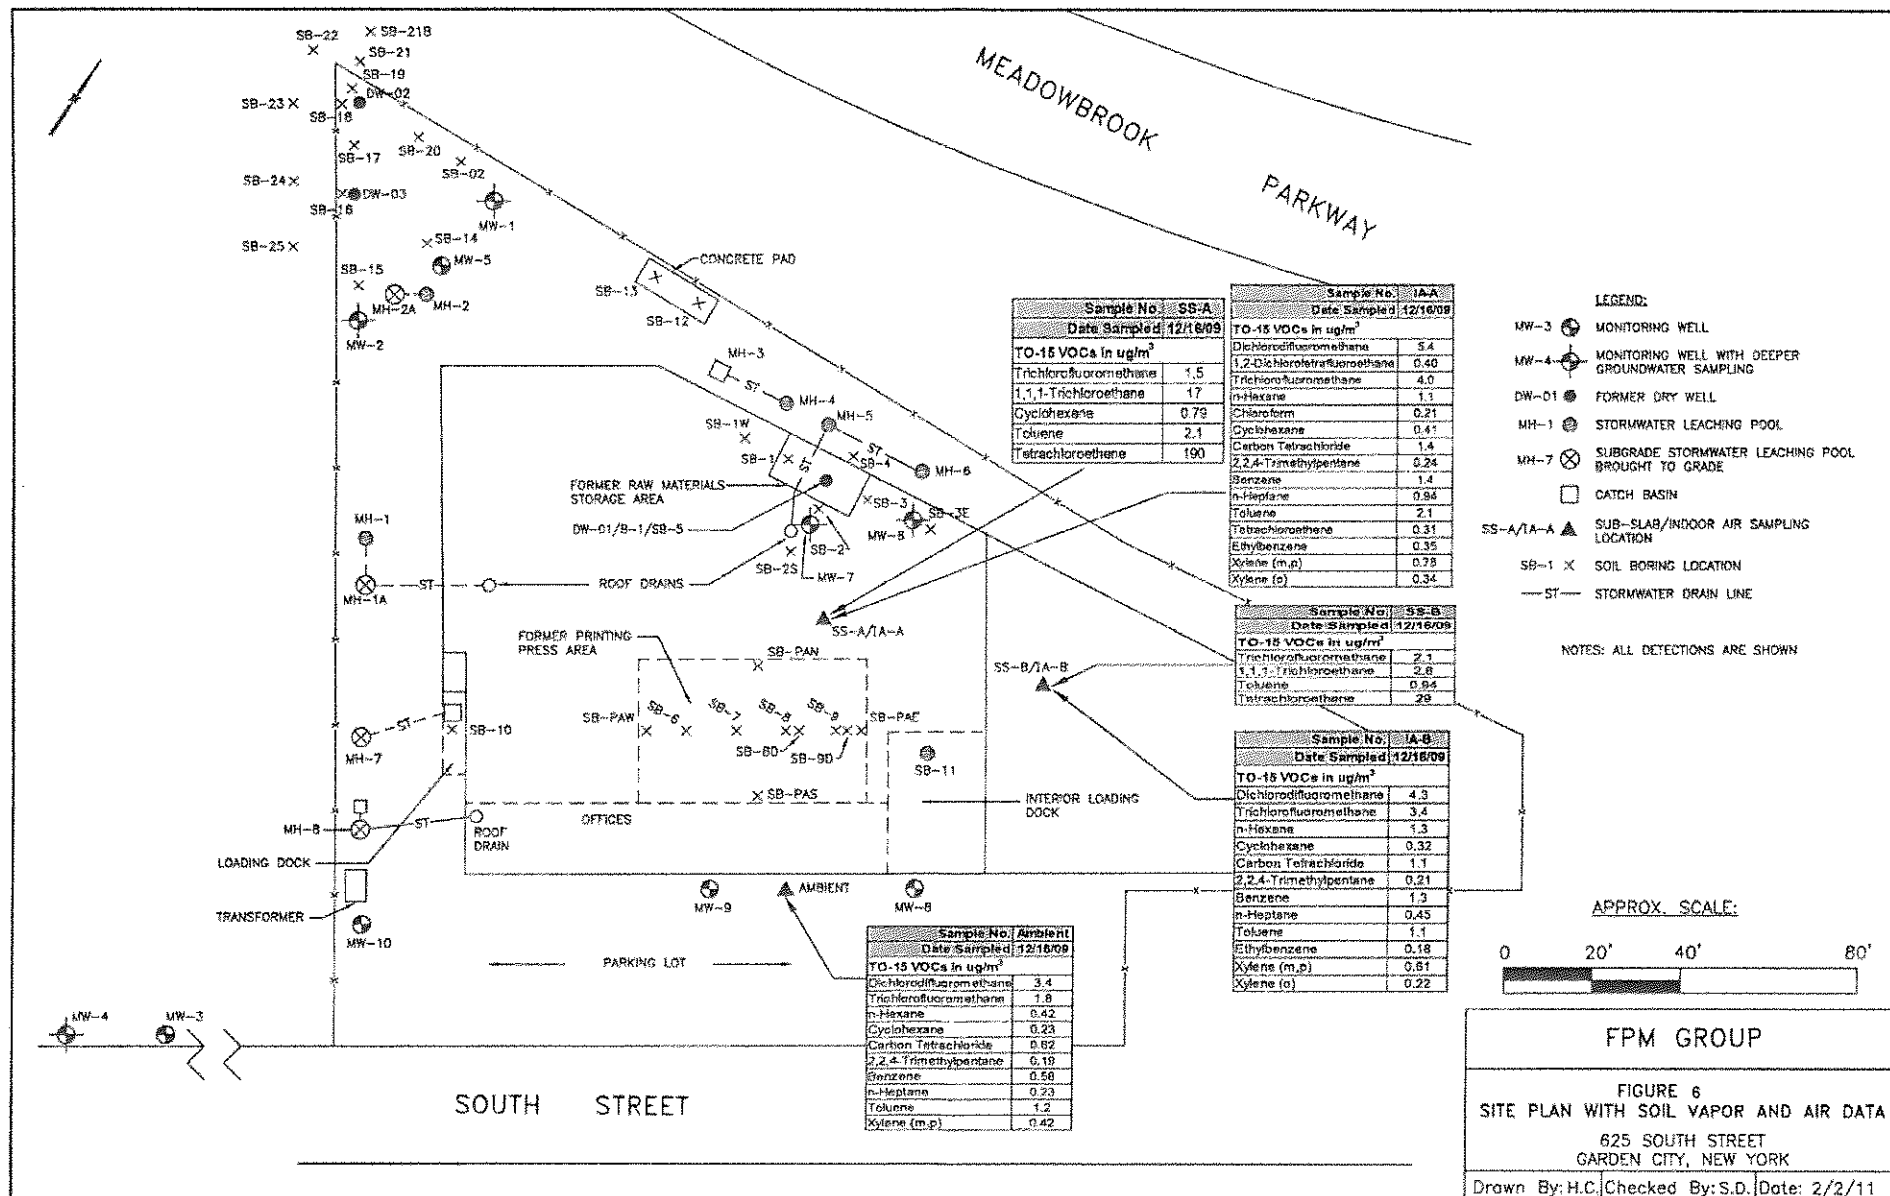 MEADOWBROOK
PARKWAY
SB-22
SB-21B
SB-21
SB-19
DW-02
SB-23
SB-18
SB-17
SB-20
SB-02
SB-24
DW-03
SB-16
MW-1
SB-25
SB-14
MW-5
SB-15
MH-2A
MH-2
MW-2
CONCRETE PAD
SB-13
SB-12
MH-3
ST
MH-4
MH-5
SB-1W
SB-1
ST
ST
SB-4
MH-6
FORMER RAW MATERIALS
STORAGE AREA
SB-3
DW-01/B-1/SB-5
SB-3E
MW-6
SB-2
SB-2S
MW-7
MH-1
ST
ROOF DRAINS
MH-1A
SS-A/IA-A
FORMER PRINTING
PRESS AREA
SB-PAN
SS-B/IA-B
SB-PAW
SB-6
SB-7
SB-8
SB-9
SB-PAE
SB-8D
SB-9D
ST
SB-10
MH-7
SB-11
SB-PAS
INTERIOR LOADING
DOCK
MH-8
ST
ROOF
DRAIN
OFFICES
LOADING DOCK
TRANSFORMER
MW-9
AMBIENT
MW-8
MW-10
PARKING LOT
MW-4
MW-3
SOUTH STREET
Sample No. SS-A
Date Sampled 12/16/09
TO-15 VOCs in ug/m³
Trichlorofluoromethane 1.5
1,1,1-Trichloroethane 17
Cyclohexane 0.79
Toluene 2.1
Tetrachloroethene 190
Sample No. IA-A
Date Sampled 12/16/09
TO-15 VOCs in ug/m³
Dichlorodifluoromethane 5.4
1,2-Dichlorotetrafluoroethane 0.40
Trichlorofluoromethane 4.0
n-Hexane 1.1
Chloroform 0.21
Cyclohexane 0.41
Carbon Tetrachloride 1.4
2,2,4-Trimethylpentane 0.24
Benzene 1.4
n-Heptane 0.94
Toluene 2.1
Tetrachloroethene 0.31
Ethylbenzene 0.35
Xylene (m,p) 0.78
Xylene (o) 0.34
Sample No. SS-B
Date Sampled 12/16/09
TO-15 VOCs in ug/m³
Trichlorofluoromethane 2.1
1,1,1-Trichloroethane 2.8
Toluene 0.94
Tetrachloroethene 29
Sample No. IA-B
Date Sampled 12/16/09
TO-15 VOCs in ug/m³
Dichlorodifluoromethane 4.3
Trichlorofluoromethane 3.4
n-Hexane 1.3
Cyclohexane 0.32
Carbon Tetrachloride 1.1
2,2,4-Trimethylpentane 0.21
Benzene 1.3
n-Heptane 0.45
Toluene 1.1
Ethylbenzene 0.18
Xylene (m,p) 0.61
Xylene (o) 0.22
Sample No. Ambient
Date Sampled 12/16/09
TO-15 VOCs in ug/m³
Dichlorodifluoromethane 3.4
Trichlorofluoromethane 1.8
n-Hexane 0.42
Cyclohexane 0.23
Carbon Tetrachloride 0.82
2,2,4-Trimethylpentane 0.19
Benzene 0.58
n-Heptane 0.23
Toluene 1.2
Xylene (m,p) 0.42
LEGEND:
MW-3 MONITORING WELL
MW-4 MONITORING WELL WITH DEEPER
GROUNDWATER SAMPLING
DW-01 FORMER DRY WELL
MH-1 STORMWATER LEACHING POOL
MH-7 SUBGRADE STORMWATER LEACHING POOL
BROUGHT TO GRADE
CATCH BASIN
SS-A/IA-A SUB-SLAB/INDOOR AIR SAMPLING
LOCATION
SB-1 SOIL BORING LOCATION
ST STORMWATER DRAIN LINE
NOTES: ALL DETECTIONS ARE SHOWN
APPROX. SCALE:
0 20' 40' 80'
FPM GROUP
FIGURE 6
SITE PLAN WITH SOIL VAPOR AND AIR DATA
625 SOUTH STREET
GARDEN CITY, NEW YORK
Drawn By: H.C. Checked By: S.D. Date: 2/2/11